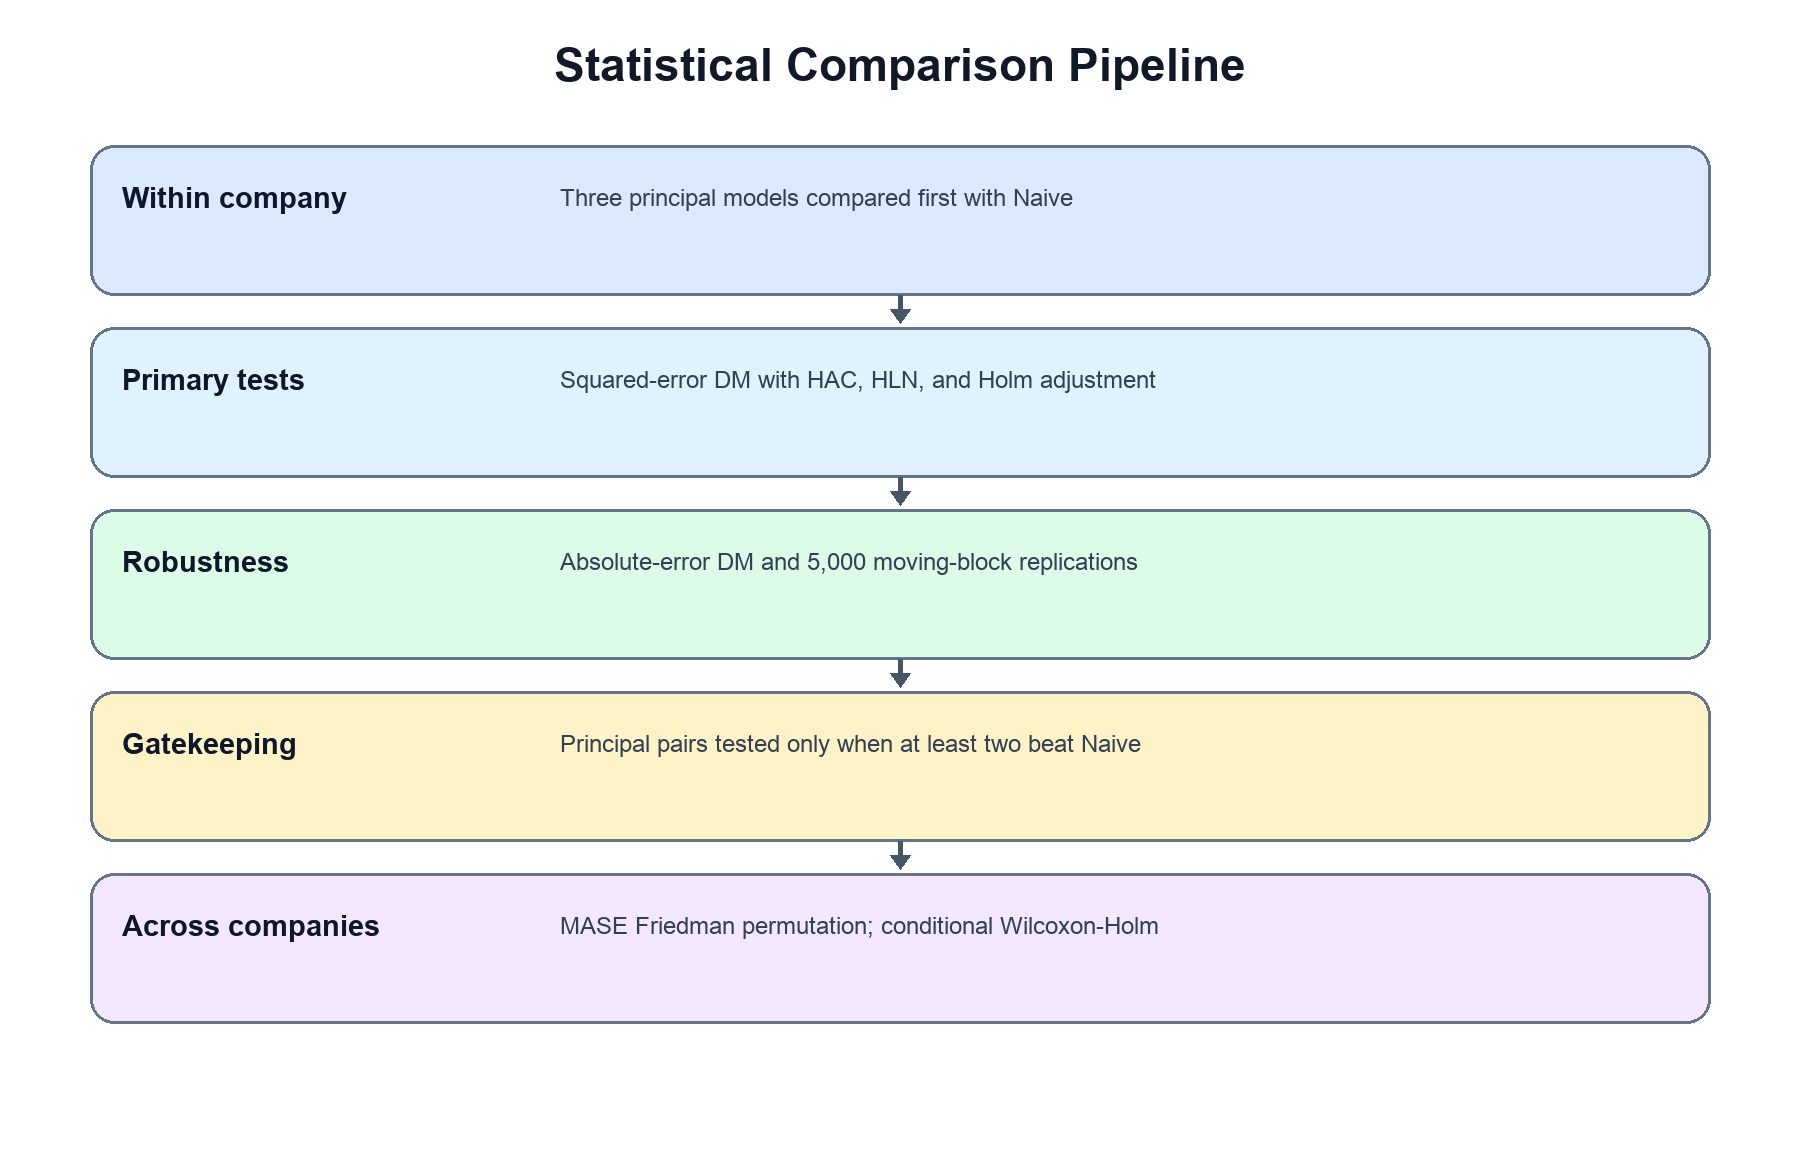 Statistical Comparison Pipeline
Within company
Three principal models compared first with Naive
Primary tests
Squared-error DM with HAC, HLN, and Holm adjustment
Robustness
Absolute-error DM and 5,000 moving-block replications
Gatekeeping
Principal pairs tested only when at least two beat Naive
Across companies
MASE Friedman permutation; conditional Wilcoxon-Holm